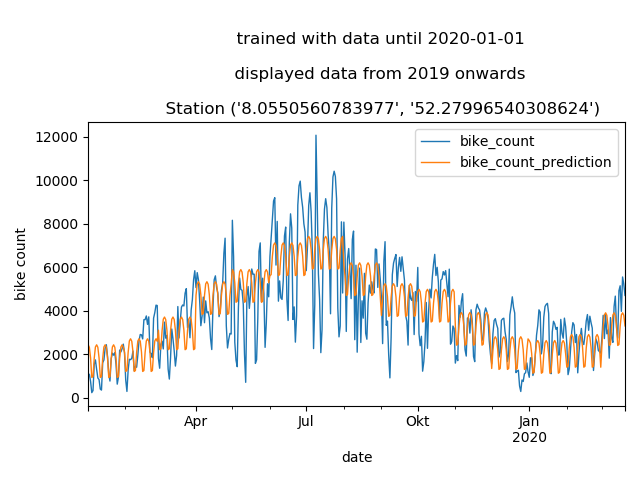 trained with data until 2020-01-01
displayed data from 2019 onwards
Station ('8.0550560783977', '52.27996540308624')
bike_count
bike_count_prediction
12000
10000
8000
6000
4000
2000
0
bike count
Apr
Jul
Okt
Jan
2020
date